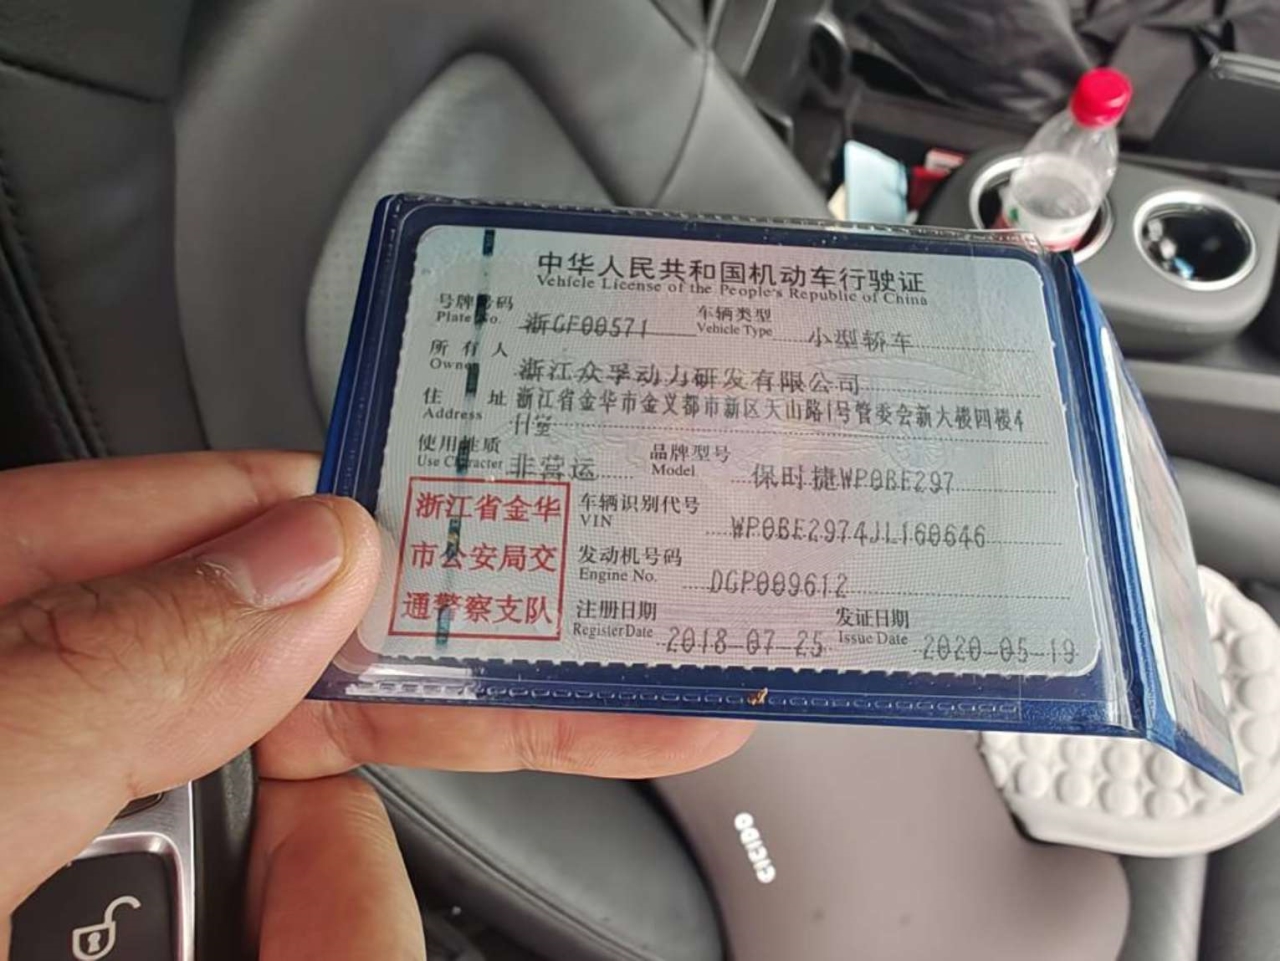 中华人民共和国机动车行驶证
Vehicle License of the People's Republic of China
号牌号码 浙GF00571 车辆类型 小型轿车
Plate No. Vehicle Type
所有人 浙江众孚动力研发有限公司
Owner
住址 浙江省金华市金义都市新区天山路1号管委会新大楼四楼4
Address
使用性质 非营运 品牌型号 保时捷WP0BE297
Use Character Model
浙江省金华
市公安局交
通警察支队
车辆识别代号 WP0BE2974JL160646
VIN
发动机号码 DGP009612
Engine No.
注册日期 2018-07-25 发证日期 2020-05-19
Register Date Issue Date